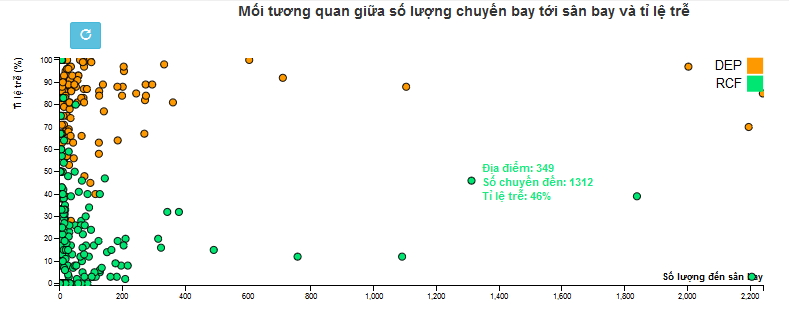 Mối tương quan giữa số lượng chuyến bay tới sân bay và tỉ lệ trễ
Tỉ lệ trễ (%)
100
90
80
70
60
50
40
30
20
10
0
DEP
RCF
Địa điểm: 349
Số chuyến đến: 1312
Tỉ lệ trễ: 46%
Số lượng đến sân bay
0
200
400
600
800
1,000
1,200
1,400
1,600
1,800
2,000
2,200